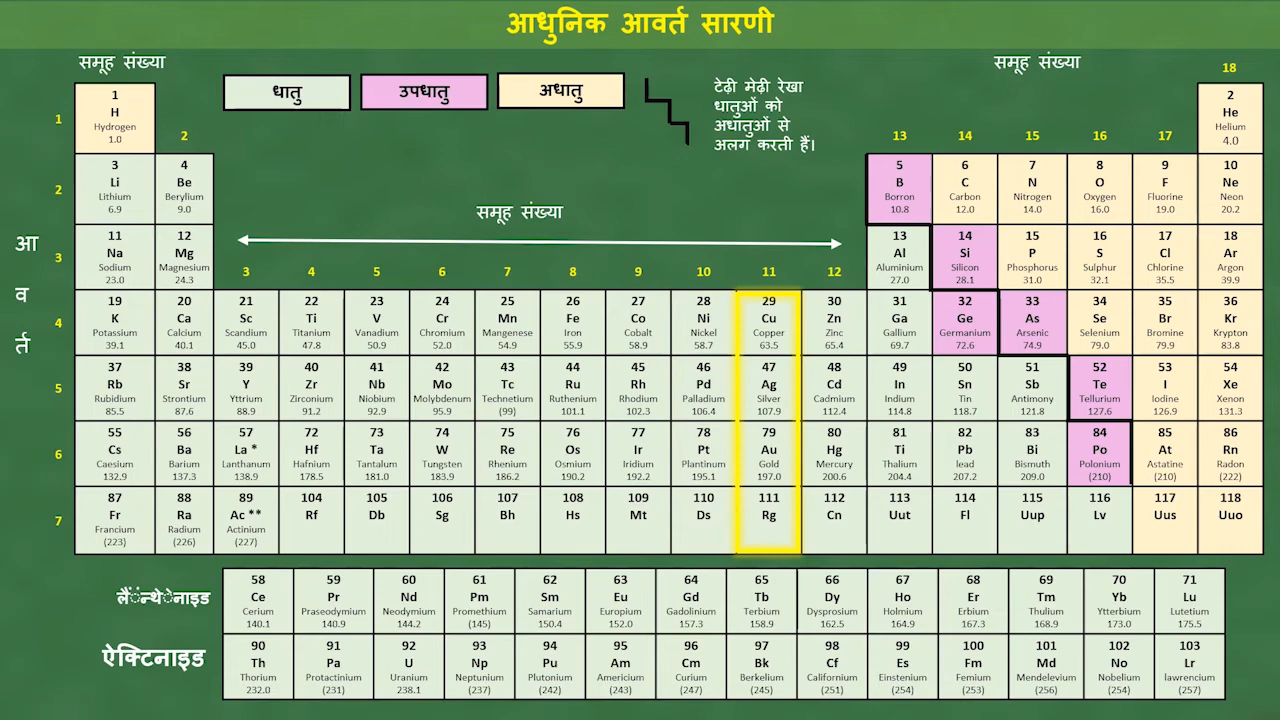 आधुनिक आवर्त सारणी
समूह संख्या
समूह संख्या
18
धातु
उपधातु
अधातु
टेढ़ी मेढ़ी रेखा
धातुओं को
अधातुओं से
अलग करती हैं।
1
1 H Hydrogen 1.0
2 He Helium 4.0
2
13 14 15 16 17
2
3 Li Lithium 6.9
4 Be Berylium 9.0
5 B Borron 10.8
6 C Carbon 12.0
7 N Nitrogen 14.0
8 O Oxygen 16.0
9 F Fluorine 19.0
10 Ne Neon 20.2
समूह संख्या
आ
व
र्त
3
11 Na Sodium 23.0
12 Mg Magnesium 24.3
3 4 5 6 7 8 9 10 11 12
13 Al Aluminium 27.0
14 Si Silicon 28.1
15 P Phosphorus 31.0
16 S Sulphur 32.1
17 Cl Chlorine 35.5
18 Ar Argon 39.9
4
19 K Potassium 39.1
20 Ca Calcium 40.1
21 Sc Scandium 45.0
22 Ti Titanium 47.8
23 V Vanadium 50.9
24 Cr Chromium 52.0
25 Mn Mangenese 54.9
26 Fe Iron 55.9
27 Co Cobalt 58.9
28 Ni Nickel 58.7
29 Cu Copper 63.5
30 Zn Zinc 65.4
31 Ga Gallium 69.7
32 Ge Germanium 72.6
33 As Arsenic 74.9
34 Se Selenium 79.0
35 Br Bromine 79.9
36 Kr Krypton 83.8
5
37 Rb Rubidium 85.5
38 Sr Strontium 87.6
39 Y Yttrium 88.9
40 Zr Zirconium 91.2
41 Nb Niobium 92.9
42 Mo Molybdenum 95.9
43 Tc Technetium (99)
44 Ru Ruthenium 101.1
45 Rh Rhodium 102.3
46 Pd Palladium 106.4
47 Ag Silver 107.9
48 Cd Cadmium 112.4
49 In Indium 114.8
50 Sn Tin 118.7
51 Sb Antimony 121.8
52 Te Tellurium 127.6
53 I Iodine 126.9
54 Xe Xenon 131.3
6
55 Cs Caesium 132.9
56 Ba Barium 137.3
57 La * Lanthanum 138.9
72 Hf Hafnium 178.5
73 Ta Tantalum 181.0
74 W Tungsten 183.9
75 Re Rhenium 186.2
76 Os Osmium 190.2
77 Ir Iridium 192.2
78 Pt Plantinum 195.1
79 Au Gold 197.0
80 Hg Mercury 200.6
81 Ti Thalium 204.4
82 Pb lead 207.2
83 Bi Bismuth 209.0
84 Po Polonium (210)
85 At Astatine (210)
86 Rn Radon (222)
7
87 Fr Francium (223)
88 Ra Radium (226)
89 Ac ** Actinium (227)
104 Rf
105 Db
106 Sg
107 Bh
108 Hs
109 Mt
110 Ds
111 Rg
112 Cn
113 Uut
114 Fl
115 Uup
116 Lv
117 Uus
118 Uuo
लैंन्थेनाइड
58 Ce Cerium 140.1
59 Pr Praseodymium 140.9
60 Nd Neodymium 144.2
61 Pm Promethium (145)
62 Sm Samarium 150.4
63 Eu Europium 152.0
64 Gd Gadolinium 157.3
65 Tb Terbium 158.9
66 Dy Dysprosium 162.5
67 Ho Holmium 164.9
68 Er Erbium 167.3
69 Tm Thulium 168.9
70 Yb Ytterbium 173.0
71 Lu Lutetium 175.5
ऐक्टिनाइड
90 Th Thorium 232.0
91 Pa Protactinium (231)
92 U Uranium 238.1
93 Np Neptunium (237)
94 Pu Plutonium (242)
95 Am Americium (243)
96 Cm Curium (247)
97 Bk Berkelium (245)
98 Cf Californium (251)
99 Es Einstenium (254)
100 Fm Femium (253)
101 Md Mendelevium (256)
102 No Nobelium (254)
103 Lr lawrencium (257)